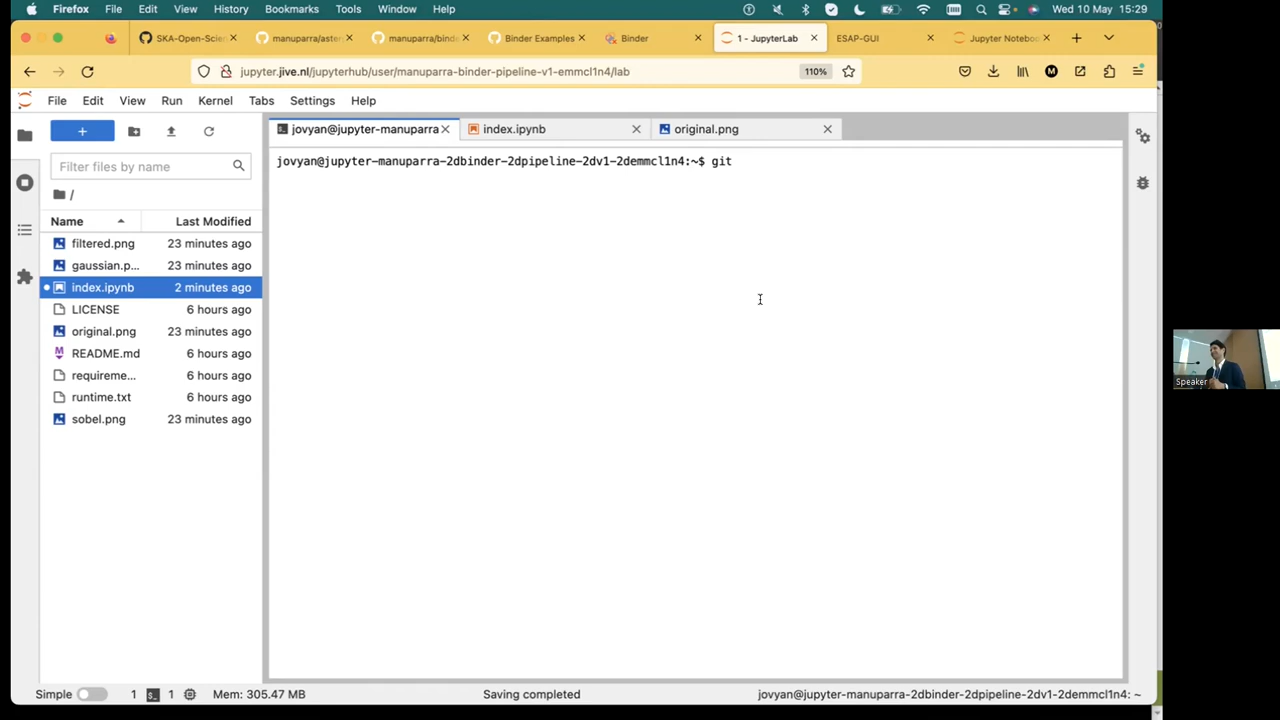 Firefox File Edit View History Bookmarks Tools Window Help Wed 10 May 15:29
SKA-Open-Scien manuparra/aster manuparra/binde Binder Examples Binder 1 - JupyterLab ESAP-GUI Jupyter Noteboo
jupyter.jive.nl/jupyterhub/user/manuparra-binder-pipeline-v1-emmcl1n4/lab 110%
File Edit View Run Kernel Tabs Settings Help
jovyan@jupyter-manuparra index.ipynb original.png
Filter files by name
/
Name Last Modified
filtered.png 23 minutes ago
gaussian.p... 23 minutes ago
index.ipynb 2 minutes ago
LICENSE 6 hours ago
original.png 23 minutes ago
README.md 6 hours ago
requireme... 6 hours ago
runtime.txt 6 hours ago
sobel.png 23 minutes ago
jovyan@jupyter-manuparra-2dbinder-2dpipeline-2dv1-2demmcl1n4:~$ git
Speaker
Simple 1 1 Mem: 305.47 MB Saving completed jovyan@jupyter-manuparra-2dbinder-2dpipeline-2dv1-2demmcl1n4: ~